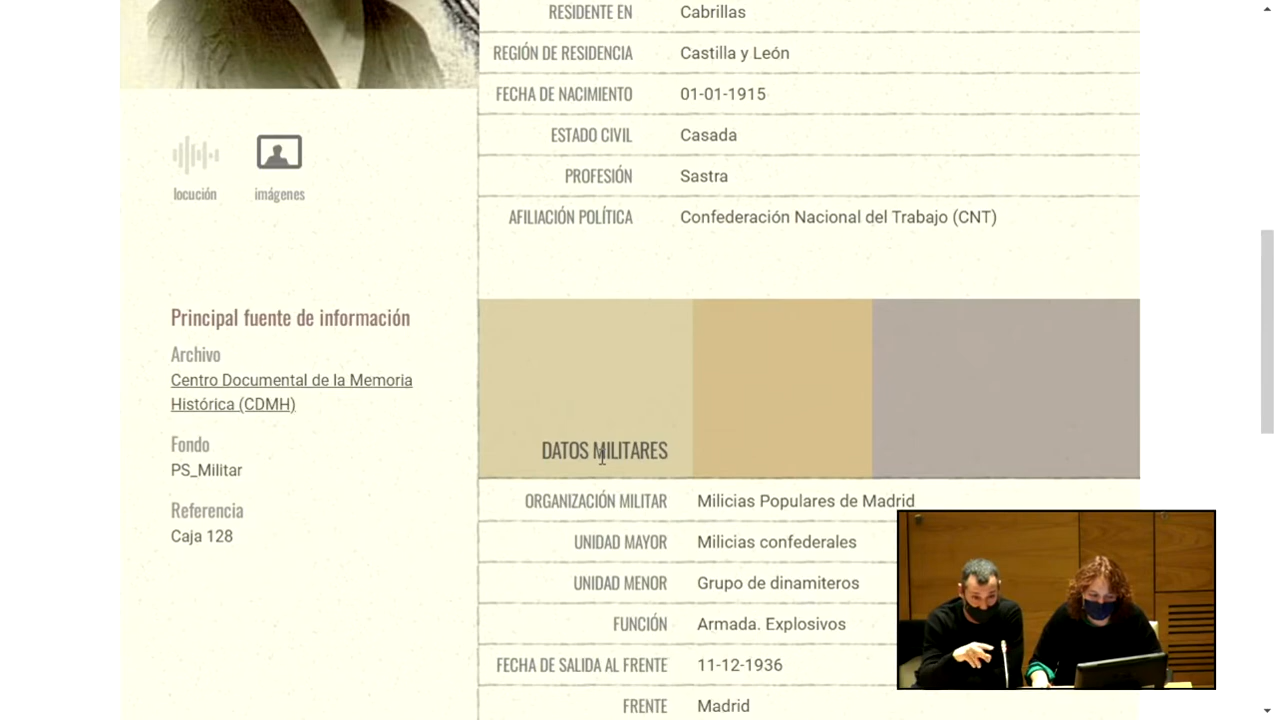 RESIDENTE EN Cabrillas
REGIÓN DE RESIDENCIA Castilla y León
FECHA DE NACIMIENTO 01-01-1915
ESTADO CIVIL Casada
PROFESIÓN Sastra
AFILIACIÓN POLÍTICA Confederación Nacional del Trabajo (CNT)
locución imágenes
Principal fuente de información
Archivo
Centro Documental de la Memoria
Histórica (CDMH)
Fondo
PS_Militar
Referencia
Caja 128
DATOS MILITARES
ORGANIZACIÓN MILITAR Milicias Populares de Madrid
UNIDAD MAYOR Milicias confederales
UNIDAD MENOR Grupo de dinamiteros
FUNCIÓN Armada. Explosivos
FECHA DE SALIDA AL FRENTE 11-12-1936
FRENTE Madrid